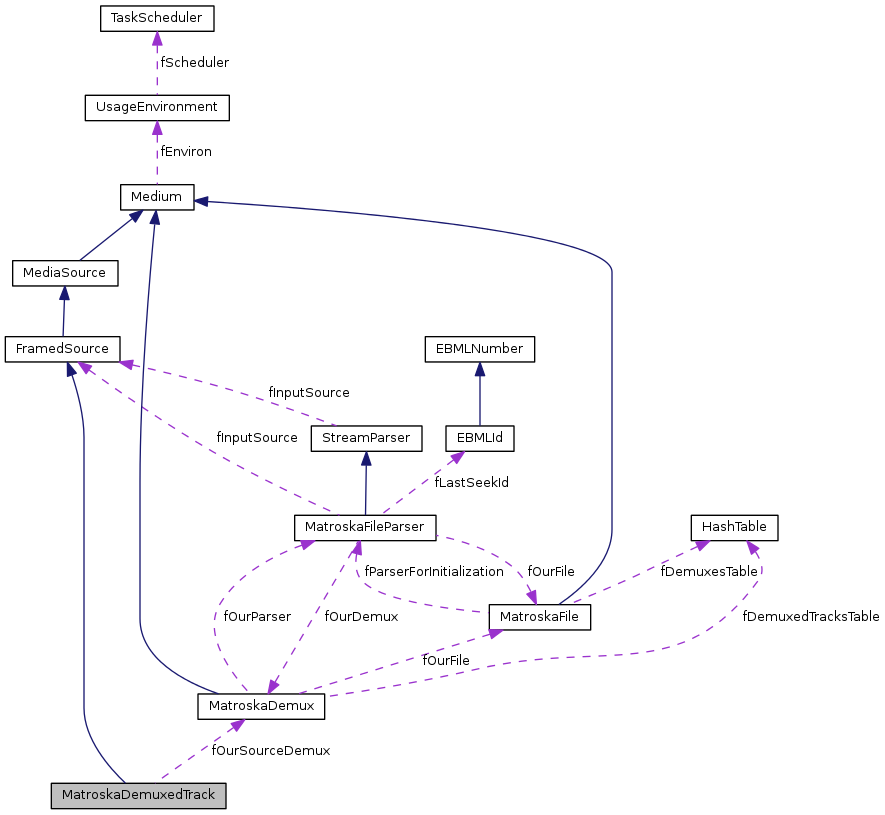 TaskScheduler
fScheduler
UsageEnvironment
fEnviron
Medium
MediaSource
FramedSource
EBMLNumber
fInputSource
fInputSource
StreamParser
EBMLId
fLastSeekId
MatroskaFileParser
HashTable
fParserForInitialization
fOurFile
fDemuxesTable
fOurParser
fOurDemux
MatroskaFile
fDemuxedTracksTable
fOurFile
MatroskaDemux
fOurSourceDemux
MatroskaDemuxedTrack